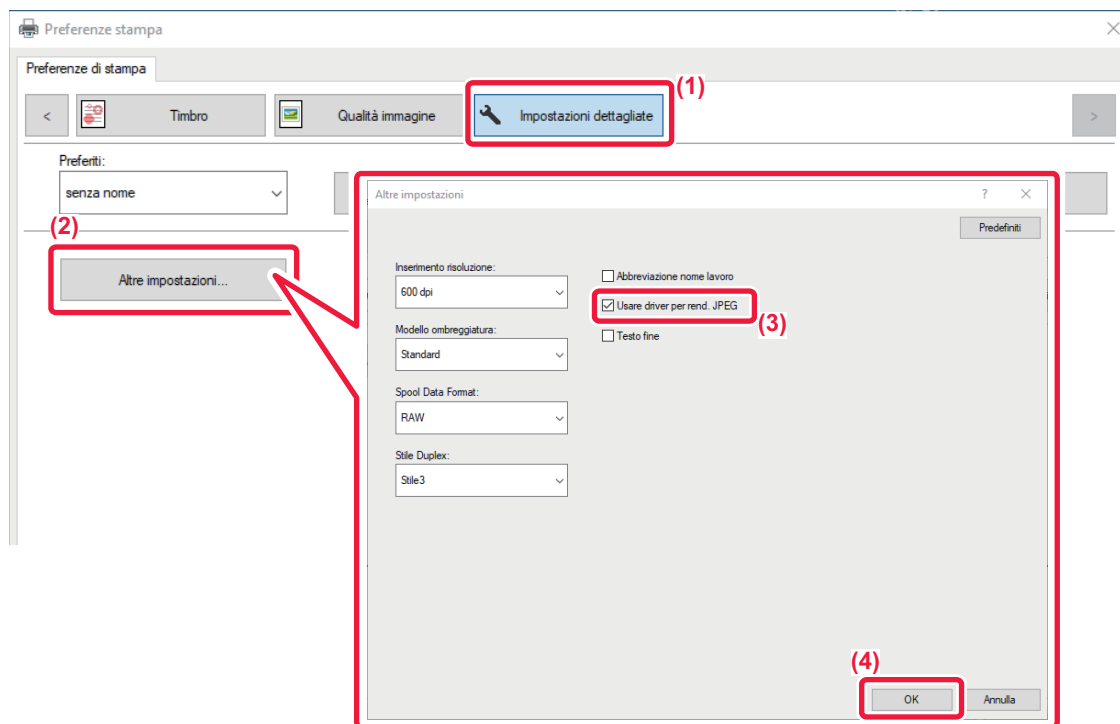 Preferenze stampa
Preferenze di stampa
(1)
<
Timbro
Qualità immagine
Impostazioni dettagliate
>
Preferiti:
senza nome
(2)
Altre impostazioni...
Altre impostazioni
?
Predefiniti
Inserimento risoluzione:
600 dpi
Modello ombreggiatura:
Standard
Spool Data Format:
RAW
Stile Duplex:
Stile3
Abbreviazione nome lavoro
Usare driver per rend. JPEG
(3)
Testo fine
(4)
OK
Annulla